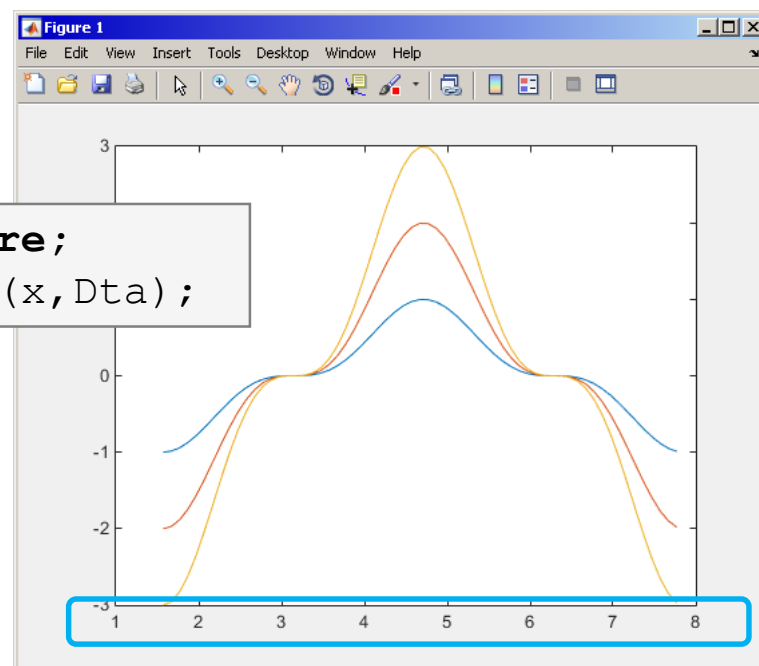 Figure 1
File Edit View Insert Tools Desktop Window Help
3
re;
(x,Dta);
0
-1
-2
-3
1 2 3 4 5 6 7 8